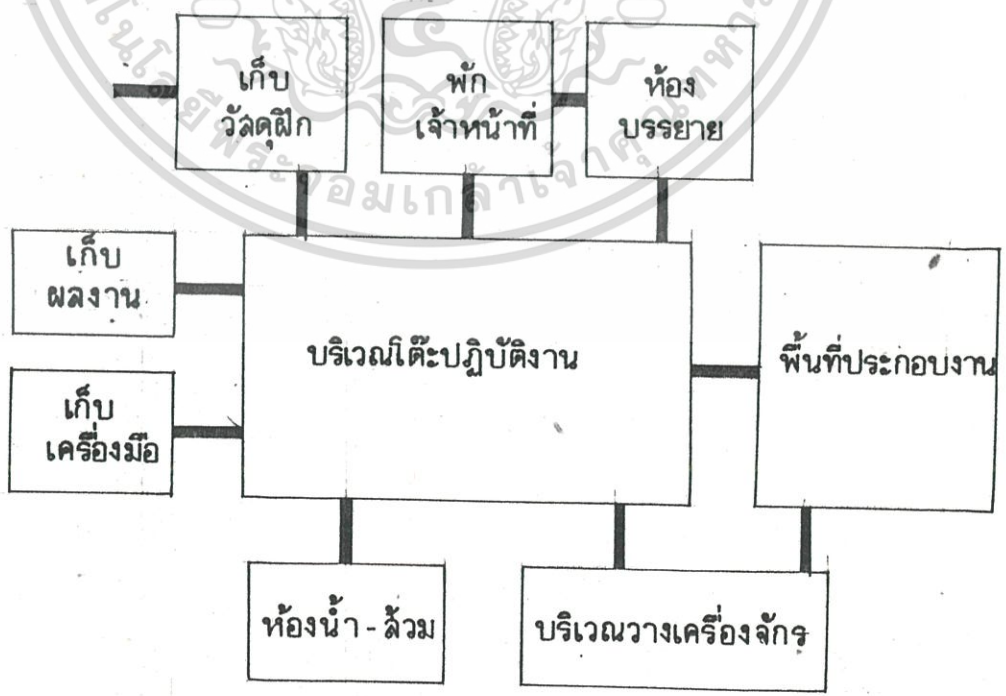 เก็บ
วัสดุฝึก
พัก
เจ้าหน้าที่
ห้อง
บรรยาย
เก็บ
ผลงาน
บริเวณโต๊ะปฏิบัติงาน
พื้นที่ประกอบงาน
เก็บ
เครื่องมือ
ห้องน้ำ - ส้วม
บริเวณวางเครื่องจักร